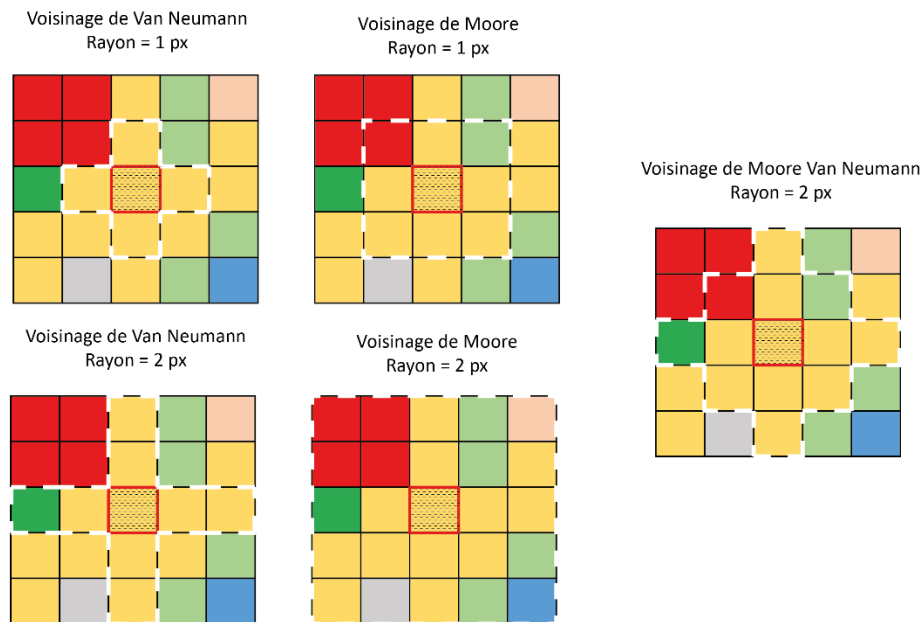 Voisinage de Van Neumann
Rayon = 1 px
Voisinage de Moore
Rayon = 1 px
Voisinage de Moore Van Neumann
Rayon = 2 px
Voisinage de Van Neumann
Rayon = 2 px
Voisinage de Moore
Rayon = 2 px